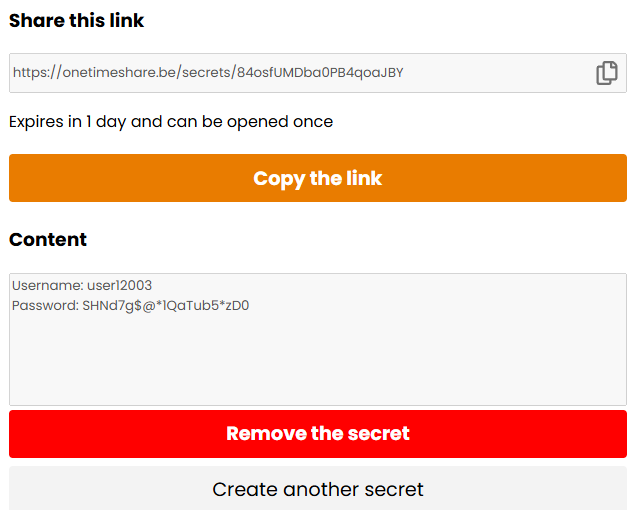 Share this link
https://onetimeshare.be/secrets/84osfUMDba0PB4qoaJBY
Expires in 1 day and can be opened once
Copy the link
Content
Username: user12003
Password: SHNd7g$@*1QaTub5*zD0
Remove the secret
Create another secret